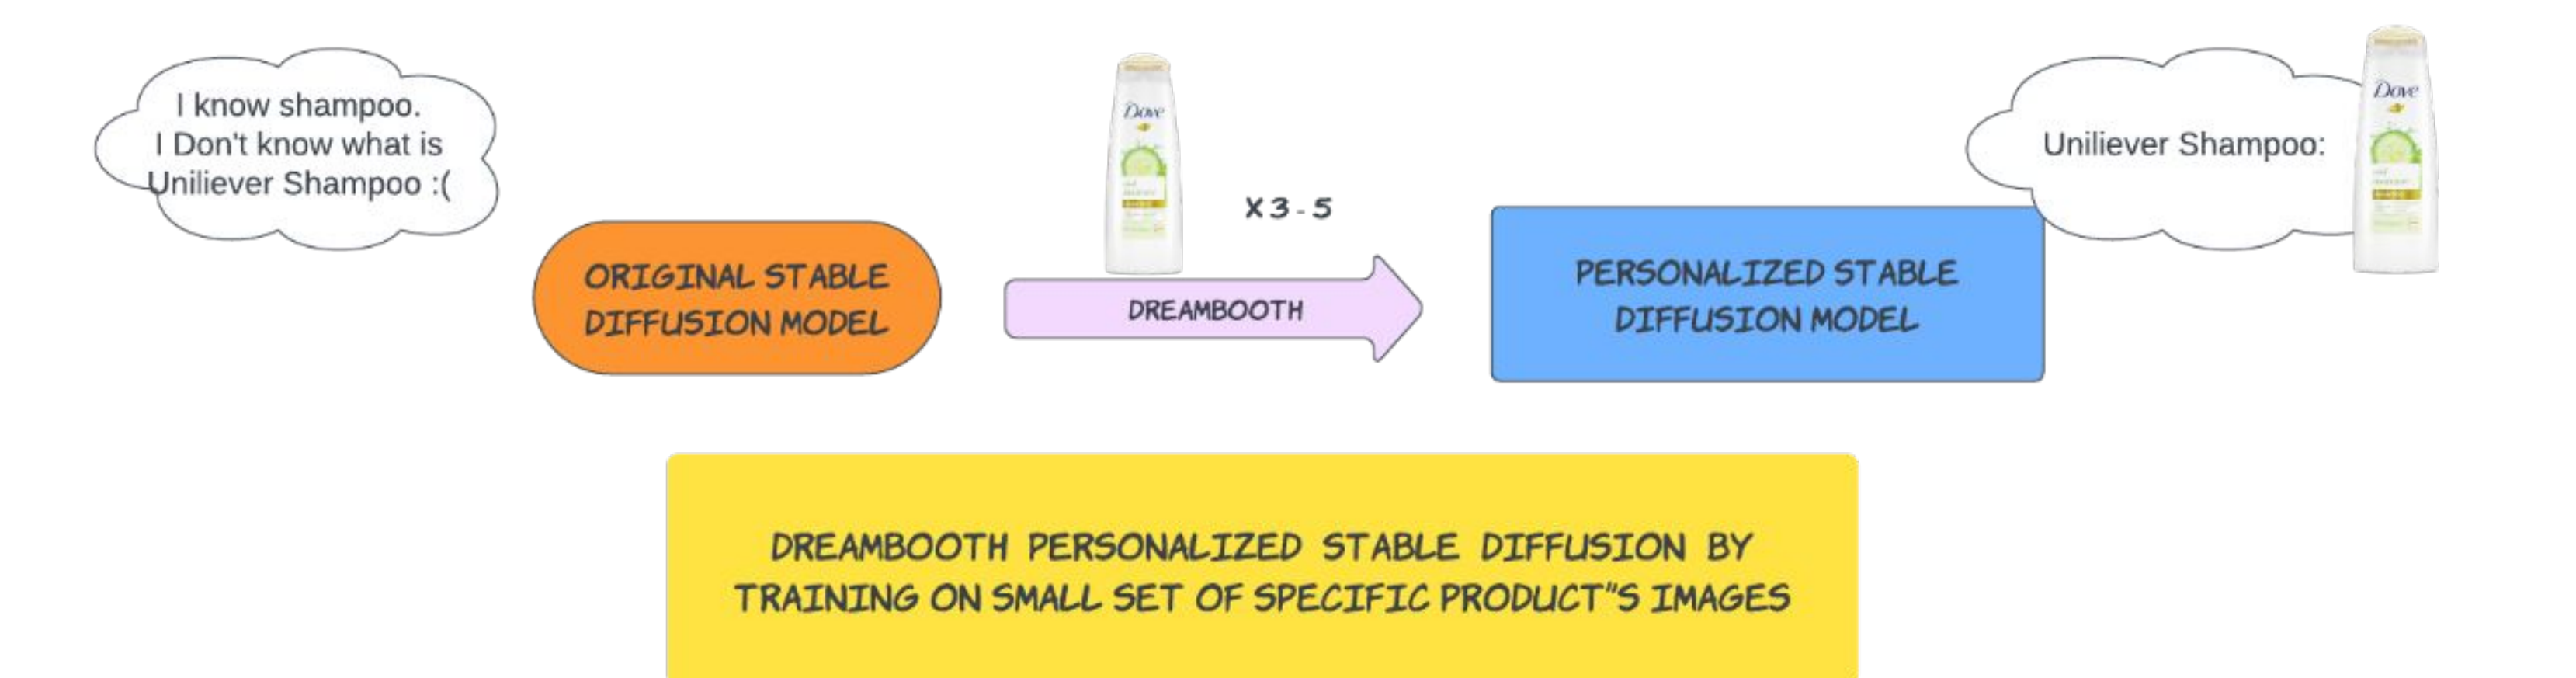 I know shampoo.
I Don't know what is
Uniliever Shampoo :(
ORIGINAL STABLE
DIFFUSION MODEL
Dove
X 3 - 5
DREAMBOOTH
PERSONALIZED STABLE
DIFFUSION MODEL
Uniliever Shampoo:
Dove
DREAMBOOTH PERSONALIZED STABLE DIFFUSION BY
TRAINING ON SMALL SET OF SPECIFIC PRODUCT"S IMAGES